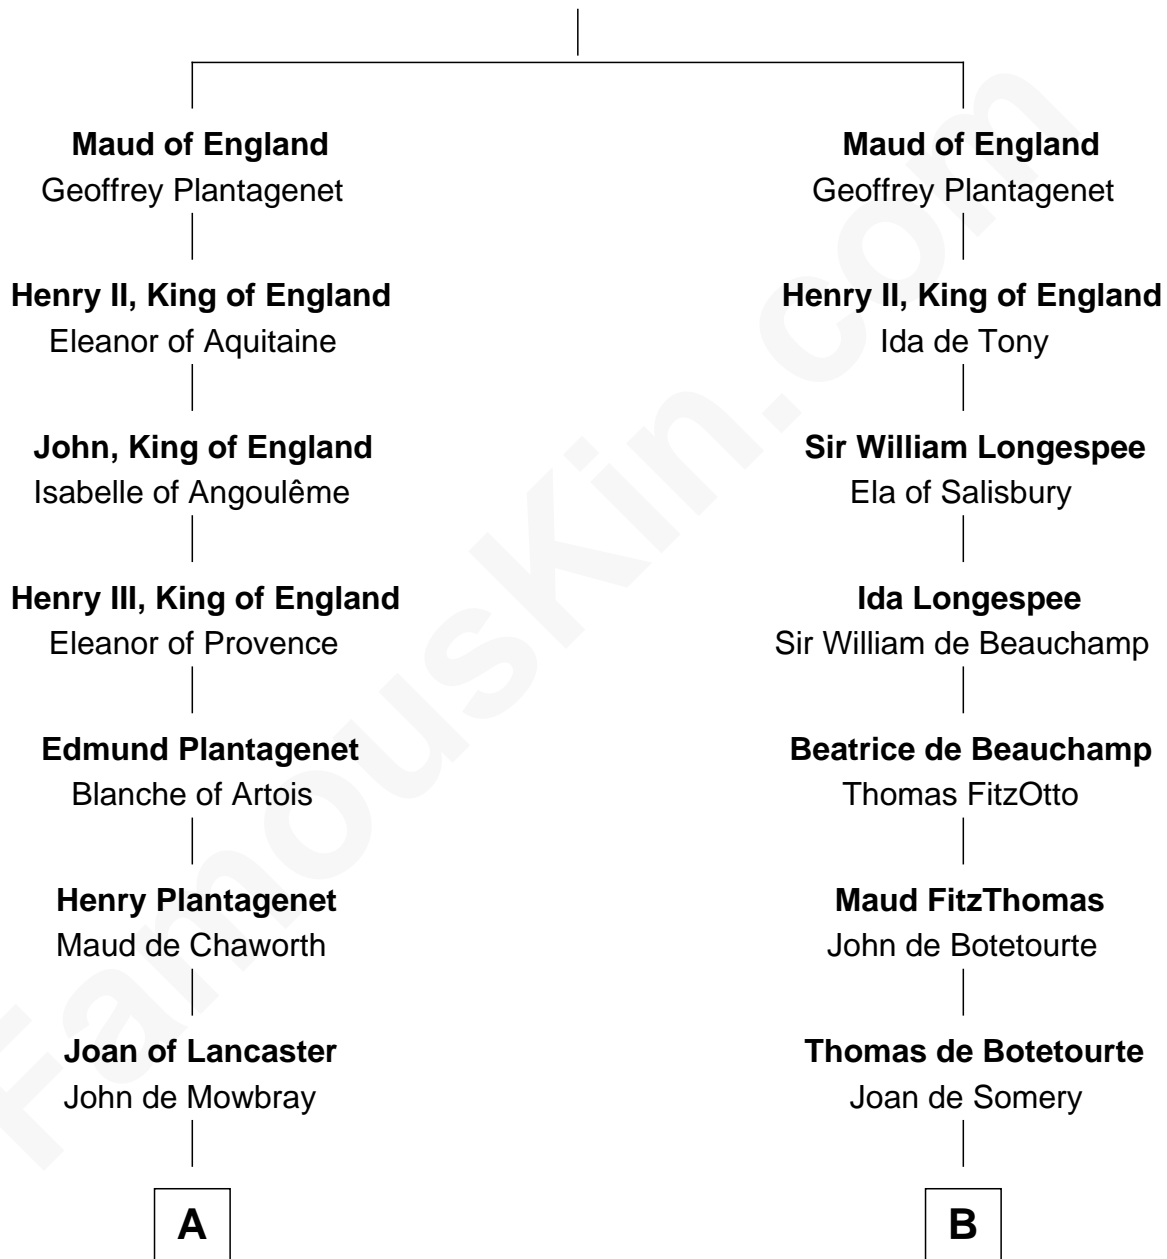 Maud of England
Geoffrey Plantagenet
Henry II, King of England
Eleanor of Aquitaine
John, King of England
Isabelle of Angoulême
Henry III, King of England
Eleanor of Provence
Edmund Plantagenet
Blanche of Artois
Henry Plantagenet
Maud de Chaworth
Joan of Lancaster
John de Mowbray
A
Maud of England
Geoffrey Plantagenet
Henry II, King of England
Ida de Tony
Sir William Longespee
Ela of Salisbury
Ida Longespee
Sir William de Beauchamp
Beatrice de Beauchamp
Thomas FitzOtto
Maud FitzThomas
John de Botetourte
Thomas de Botetourte
Joan de Somery
B
FamousKin.com